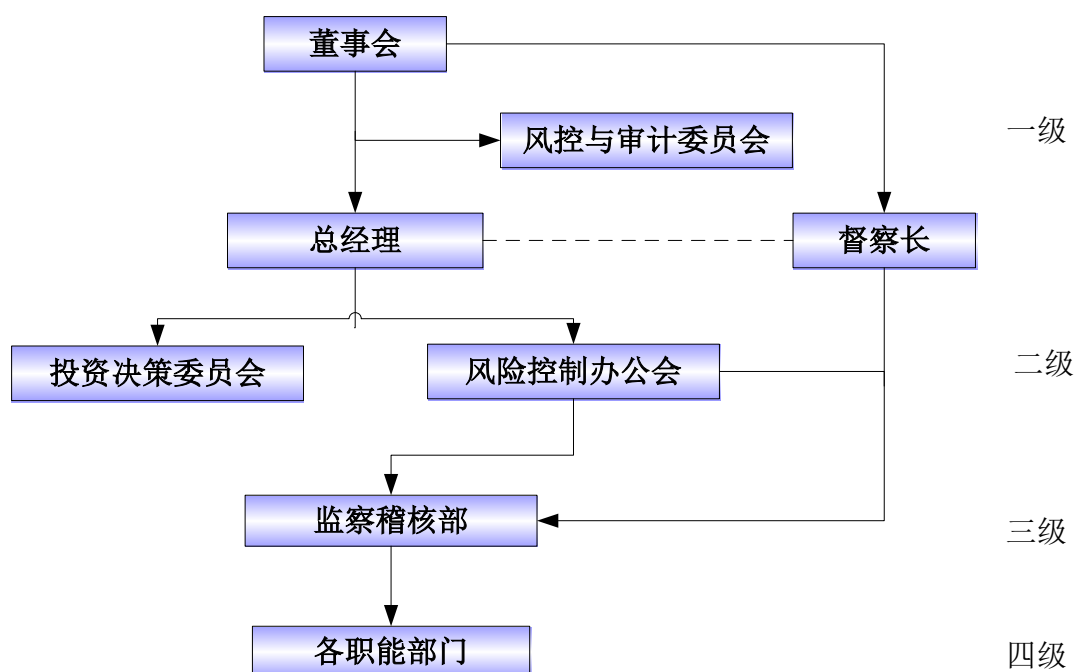 董事会
风控与审计委员会
一级
总经理
督察长
投资决策委员会
风险控制办公会
二级
监察稽核部
三级
各职能部门
四级